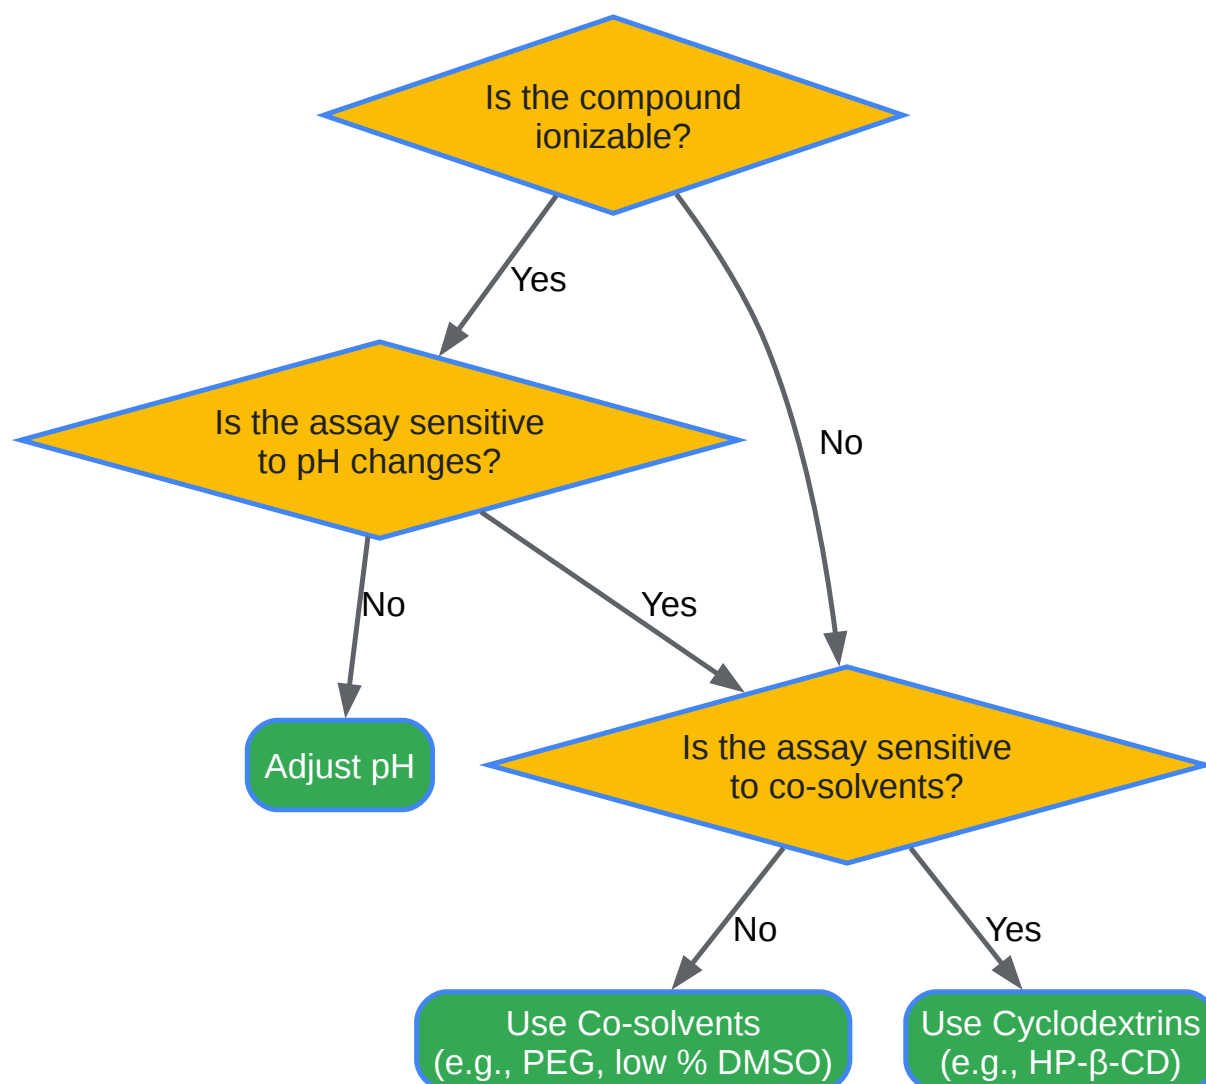 Is the compound
ionizable?
Yes
Is the assay sensitive
to pH changes?
No
No
Yes
Adjust pH
Is the assay sensitive
to co-solvents?
No
Yes
Use Co-solvents
(e.g., PEG, low % DMSO)
Use Cyclodextrins
(e.g., HP-β-CD)